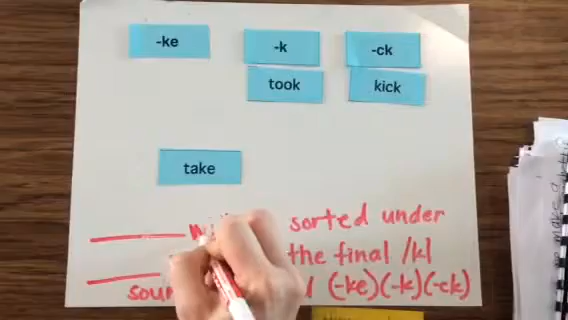 -ke -k -ck
took kick
take
sorted under
the final /k/
(-ke)(-k)(-ck)